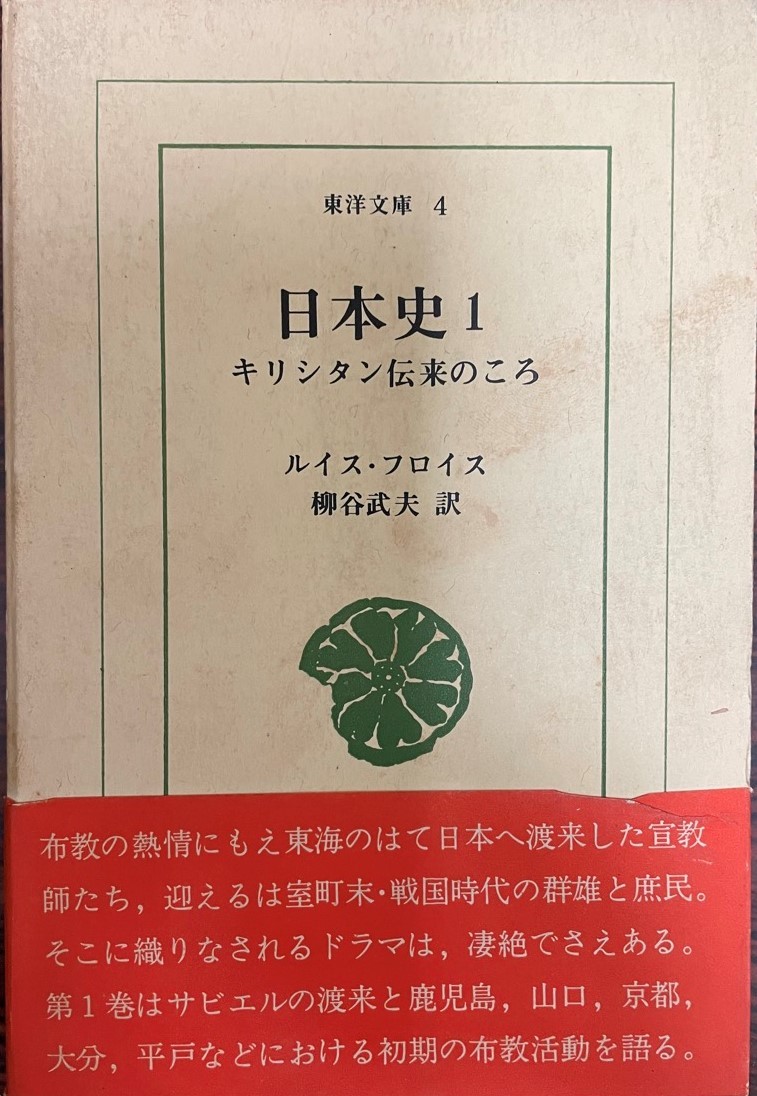 東洋文庫 4
日本史1
キリシタン伝来のころ
ルイス・フロイス
柳谷武夫 訳
布教の熱情にもえ東海のはて日本へ渡来した宣教
師たち，迎えるは室町末・戦国時代の群雄と庶民。
そこに織りなされるドラマは，凄絶でさえある。
第1巻はサビエルの渡来と鹿児島，山口，京都，
大分，平戸などにおける初期の布教活動を語る。